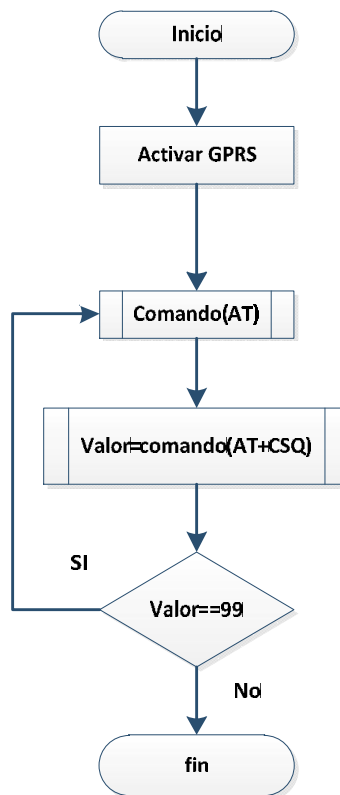 Inicio
Activar GPRS
Comando(AT)
Valor=comando(AT+CSQ)
SI
Valor==99
No
fin